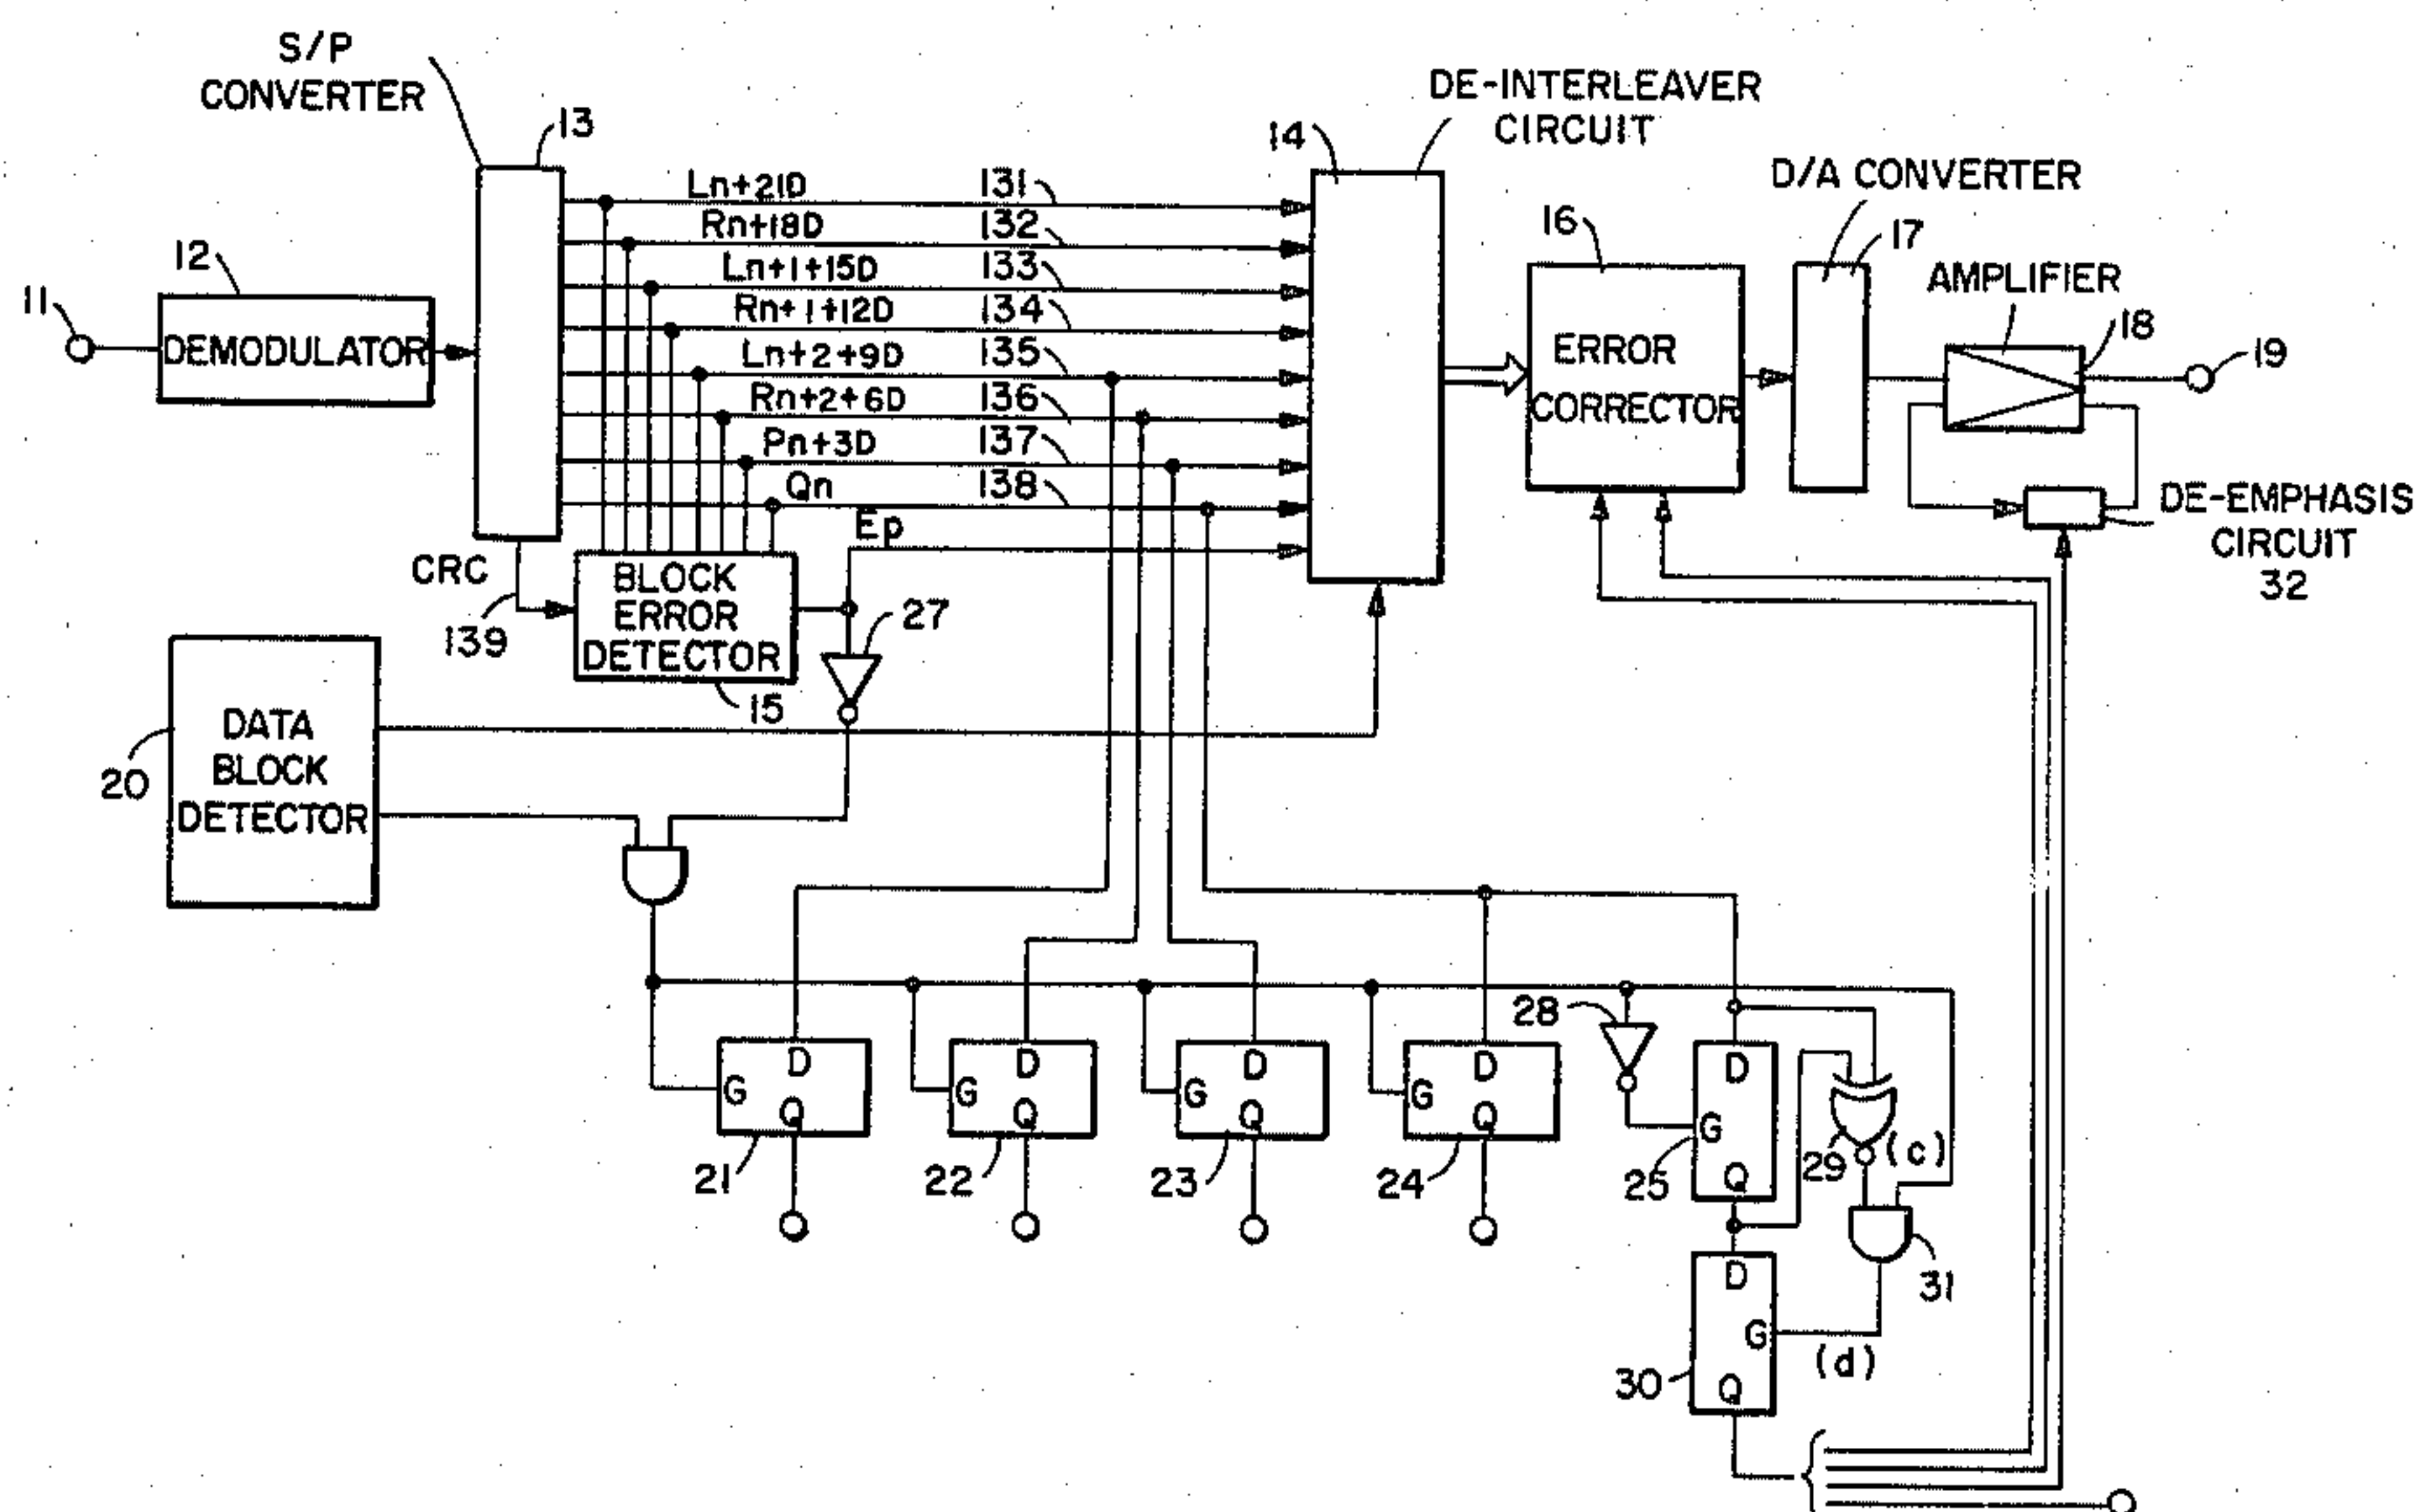 S/P
CONVERTER
13
12
11
DEMODULATOR
Ln+21D
131
Rn+18D
132
Ln+1+15D
133
Rn+1+12D
134
Ln+2+9D
135
Rn+2+6D
136
Pn+3D
137
Qn
138
Ep
14
DE-INTERLEAVER
CIRCUIT
16
ERROR
CORRECTOR
D/A CONVERTER
17
AMPLIFIER
18
19
DE-EMPHASIS
CIRCUIT
32
CRC
139
BLOCK
ERROR
DETECTOR
15
27
DATA
BLOCK
DETECTOR
20
D
G
Q
21
D
G
Q
22
D
G
Q
23
D
G
Q
24
28
D
G
Q
25
29
(c)
31
D
G
Q
30
(d)